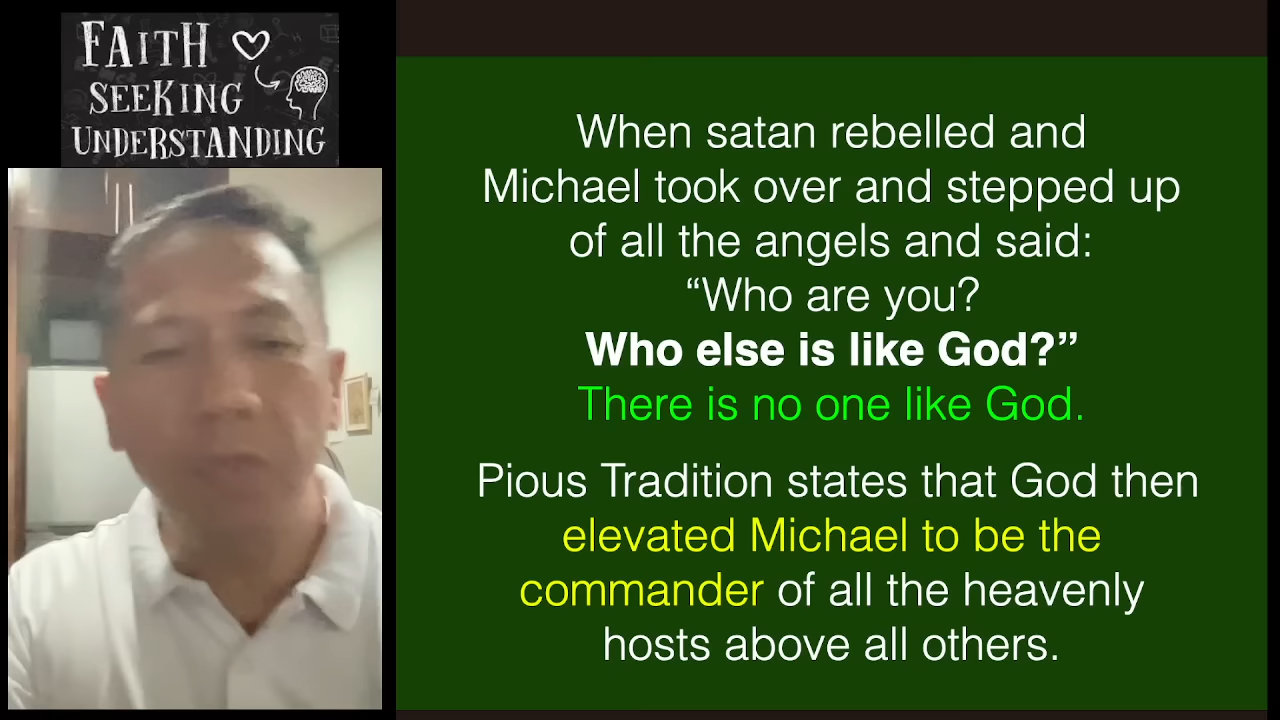 FAITH
SEEKING
UNDERSTANDING
When satan rebelled and
Michael took over and stepped up
of all the angels and said:
“Who are you?
Who else is like God?”
There is no one like God.
Pious Tradition states that God then
elevated Michael to be the
commander of all the heavenly
hosts above all others.